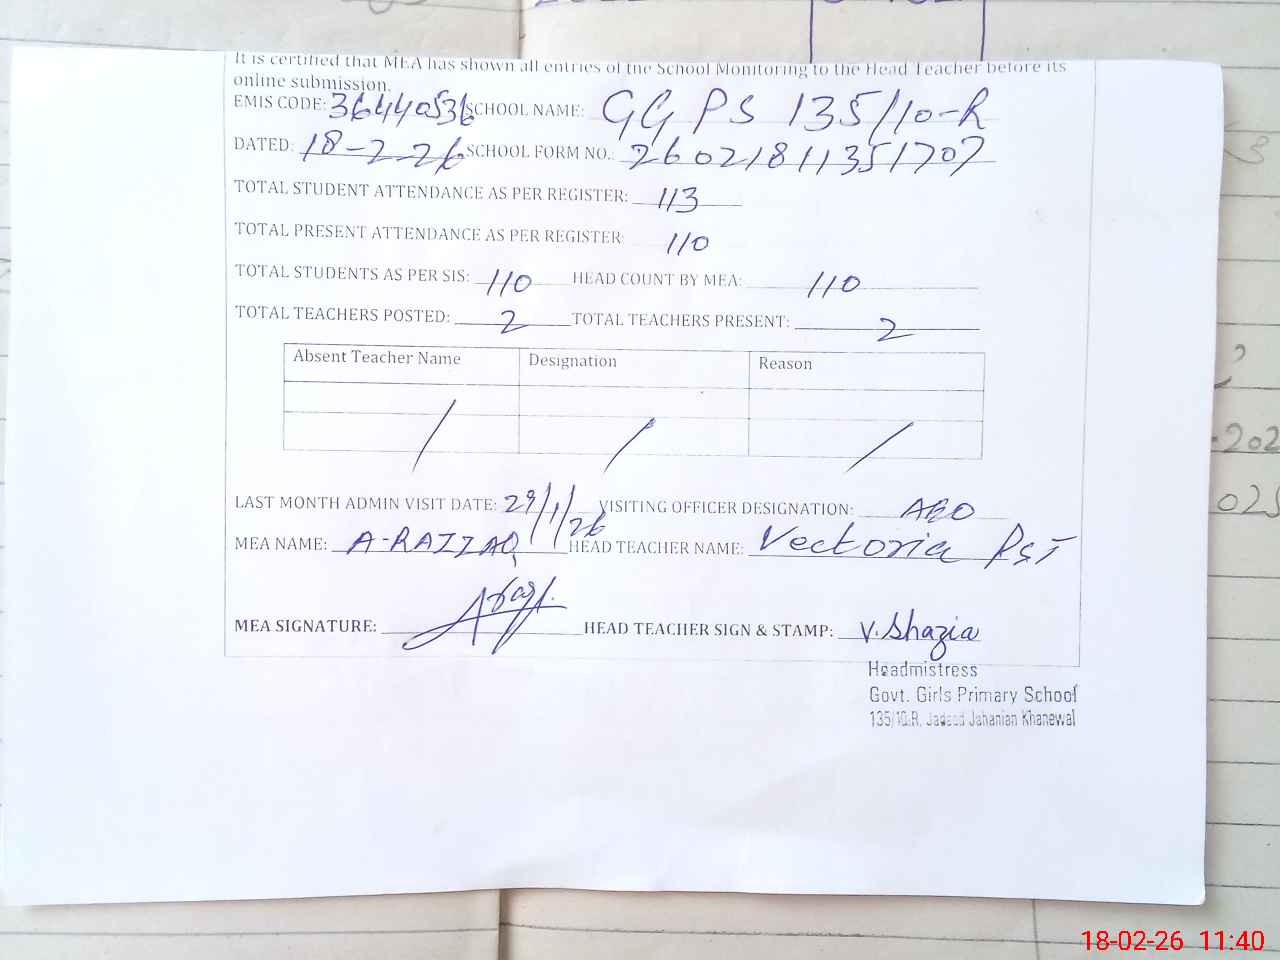 It is certified that MEA has shown all entries of the School Monitoring to the Head Teacher before its
online submission.
EMIS CODE: 36440536 SCHOOL NAME: GGPS 135/10-R
DATED: 18-2-26 SCHOOL FORM NO.: 26021811351707
TOTAL STUDENT ATTENDANCE AS PER REGISTER: 113
TOTAL PRESENT ATTENDANCE AS PER REGISTER: 110
TOTAL STUDENTS AS PER SIS: 110 HEAD COUNT BY MEA: 110
TOTAL TEACHERS POSTED: 2 TOTAL TEACHERS PRESENT: 2
Absent Teacher Name Designation Reason
/ / /
LAST MONTH ADMIN VISIT DATE: 29/1/26 VISITING OFFICER DESIGNATION: AEO
MEA NAME: A-RAZZAQ HEAD TEACHER NAME: Vectoria PST
MEA SIGNATURE: HEAD TEACHER SIGN & STAMP: V. Shazia
Headmistress
Govt. Girls Primary School
135/10.R. Jadeed Jahanian Khanewal
18-02-26 11:40